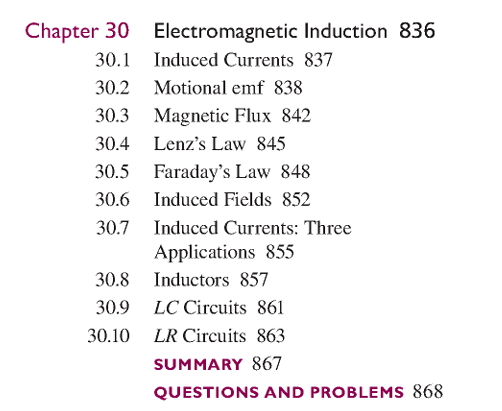 Chapter 30 Electromagnetic Induction 836
30.1 Induced Currents 837
30.2 Motional emf 838
30.3 Magnetic Flux 842
30.4 Lenz's Law 845
30.5 Faraday's Law 848
30.6 Induced Fields 852
30.7 Induced Currents: Three
Applications 855
30.8 Inductors 857
30.9 LC Circuits 861
30.10 LR Circuits 863
SUMMARY 867
QUESTIONS AND PROBLEMS 868